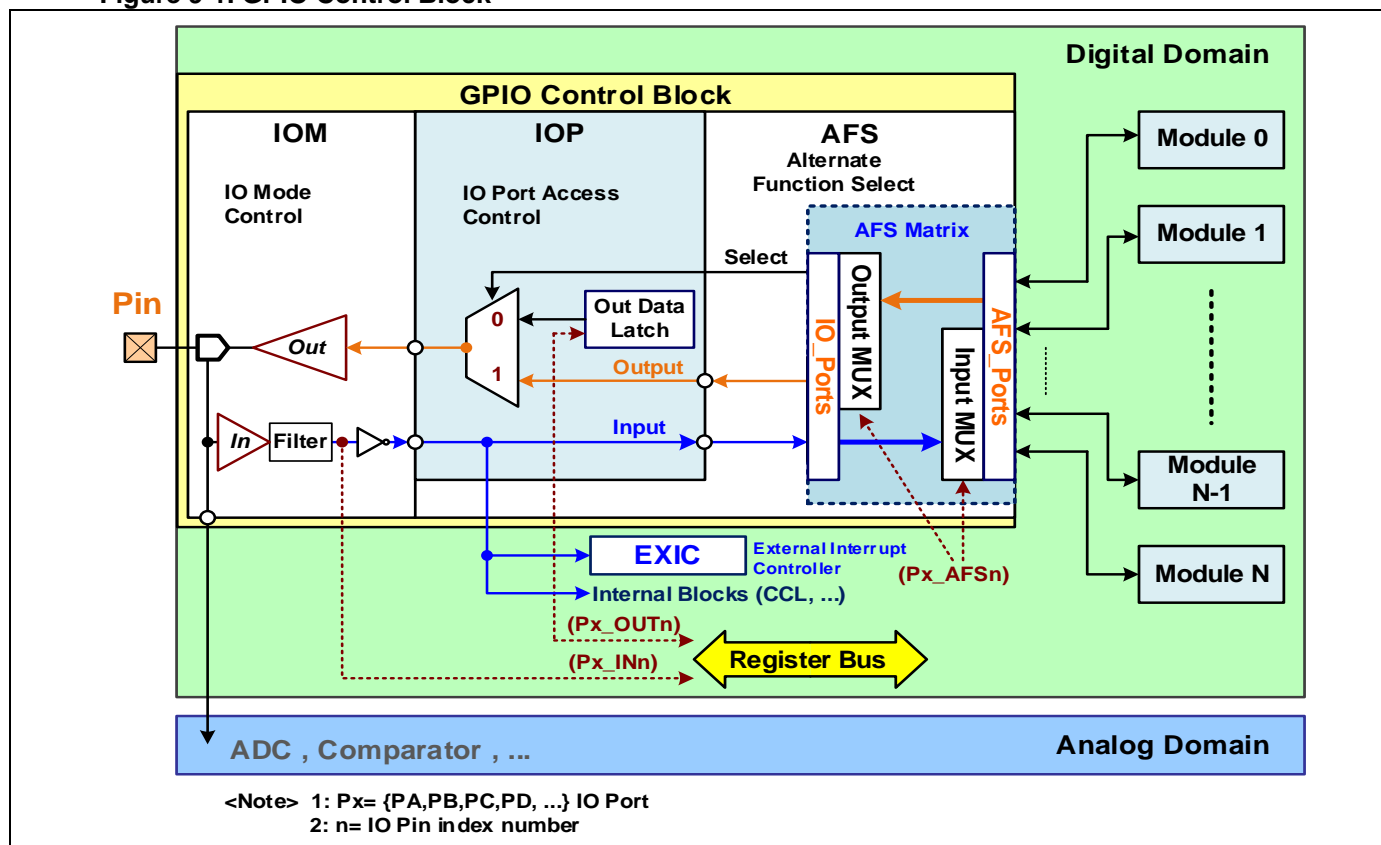 Digital Domain
GPIO Control Block
IOM
IOP
AFS
IO Mode
Control
IO Port Access
Control
Alternate
Function Select
AFS Matrix
Select
Pin
Out
0
1
Out Data
Latch
Output
IO_Ports
Output MUX
Input MUX
AFS_Ports
In
Filter
Input
Module 0
Module 1
Module
N-1
Module N
EXIC
External Interrupt
Controller
Internal Blocks (CCL, ...)
(Px_AFSn)
(Px_OUTn)
(Px_INn)
Register Bus
ADC , Comparator , ...
Analog Domain
<Note> 1: Px= {PA,PB,PC,PD, ...} IO Port
2: n= IO Pin index number